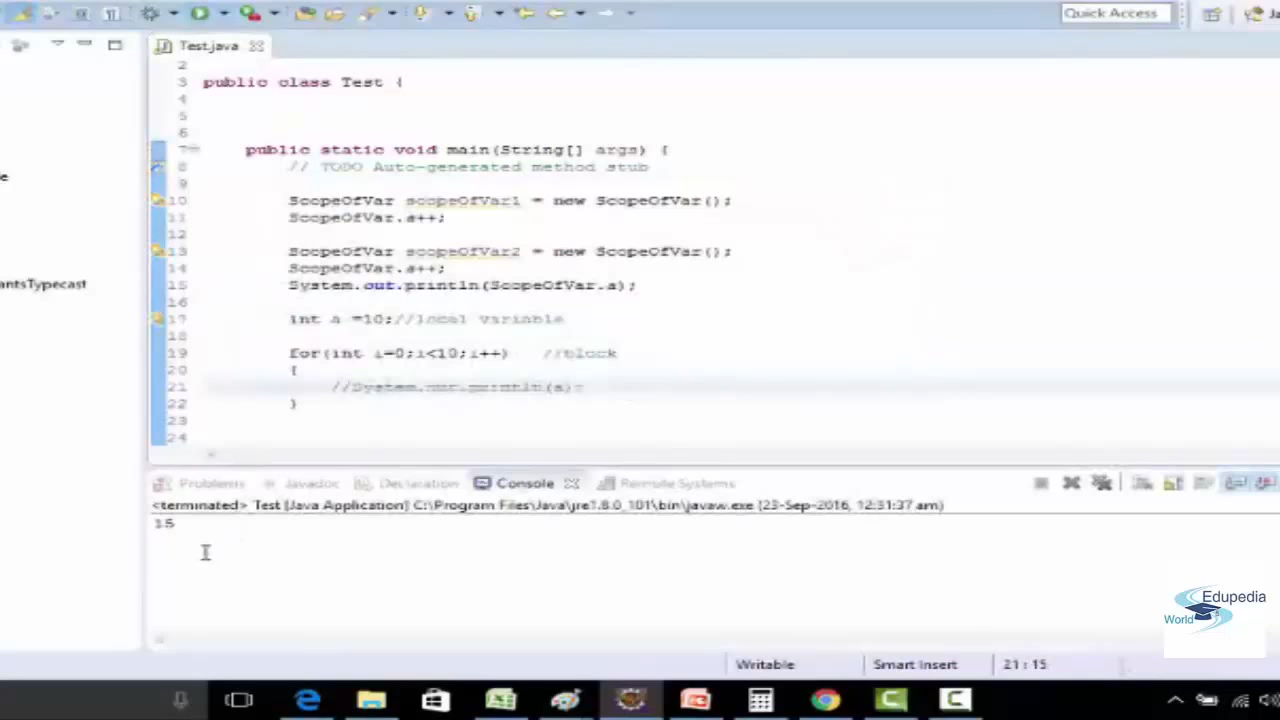 Quick Access
Test.java
2
3 public class Test {
4
5
6
7 public static void main(String[] args) {
8 // TODO Auto-generated method stub
9
10 ScopeOfVar scopeOfVar1 = new ScopeOfVar();
11 ScopeOfVar.a++;
12
13 ScopeOfVar scopeOfVar2 = new ScopeOfVar();
14 ScopeOfVar.a++;
15 System.out.println(ScopeOfVar.a);
16
17 int a =10;//local variable
18
19 for(int i=0;i<10;i++) //block
20 {
21 //System.out.println(a);
22 }
23
24
antsTypecast
Problems Javadoc Declaration Console Remote Systems
<terminated> Test [Java Application] C:\Program Files\Java\jre1.8.0_101\bin\javaw.exe (23-Sep-2016, 12:31:37 am)
15
Edupedia
World
Writable Smart Insert 21 : 15